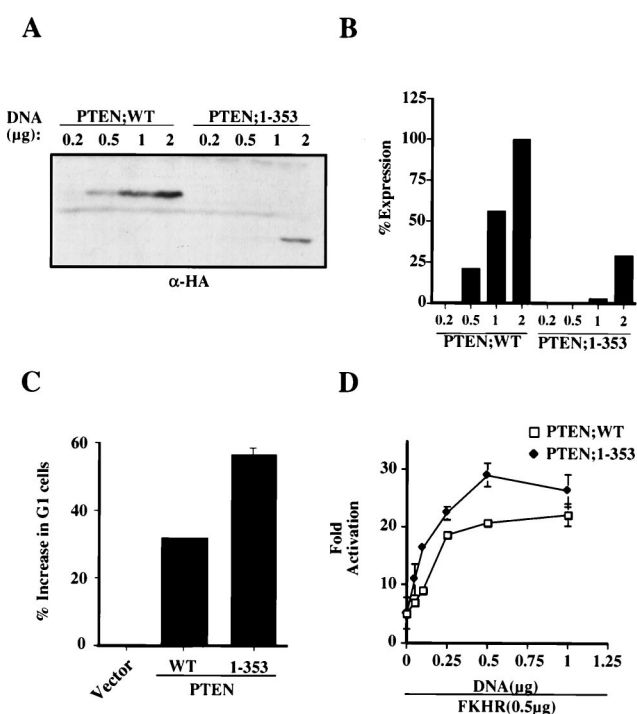 A
DNA PTEN;WT PTEN;1-353
(µg): 0.2 0.5 1 2 0.2 0.5 1 2
α-HA
B
% Expression
125
100
75
50
25
0
0.2 0.5 1 2 0.2 0.5 1 2
PTEN;WT PTEN;1-353
C
% Increase in G1 cells
60
40
20
0
Vector WT 1-353
PTEN
D
PTEN;WT
PTEN;1-353
Fold
Activation
30
20
10
0
0 0.25 0.5 1 1.25
DNA(µg)
FKHR(0.5µg)